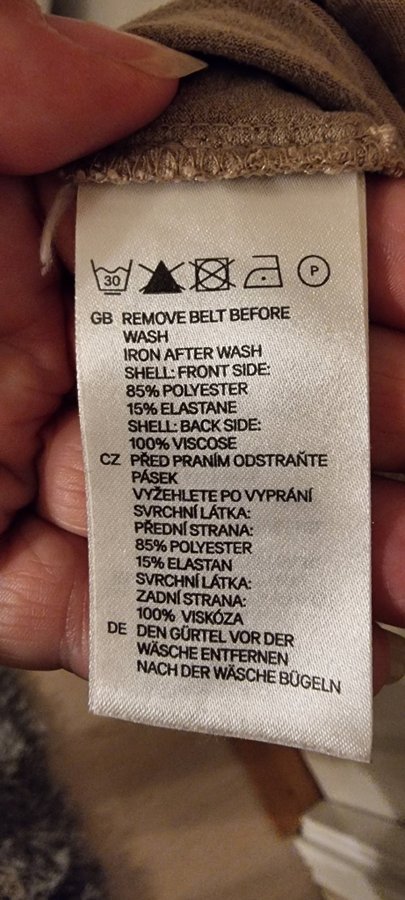 30
P
GB REMOVE BELT BEFORE
WASH
IRON AFTER WASH
SHELL: FRONT SIDE:
85% POLYESTER
15% ELASTANE
SHELL: BACK SIDE:
100% VISCOSE
CZ PŘED PRANÍM ODSTRAŇTE
PÁSEK
VYŽEHLETE PO VYPRÁNÍ
SVRCHNÍ LÁTKA:
PŘEDNÍ STRANA:
85% POLYESTER
15% ELASTAN
SVRCHNÍ LÁTKA:
ZADNÍ STRANA:
100% VISKÓZA
DE DEN GÜRTEL VOR DER
WÄSCHE ENTFERNEN
NACH DER WÄSCHE BÜGELN